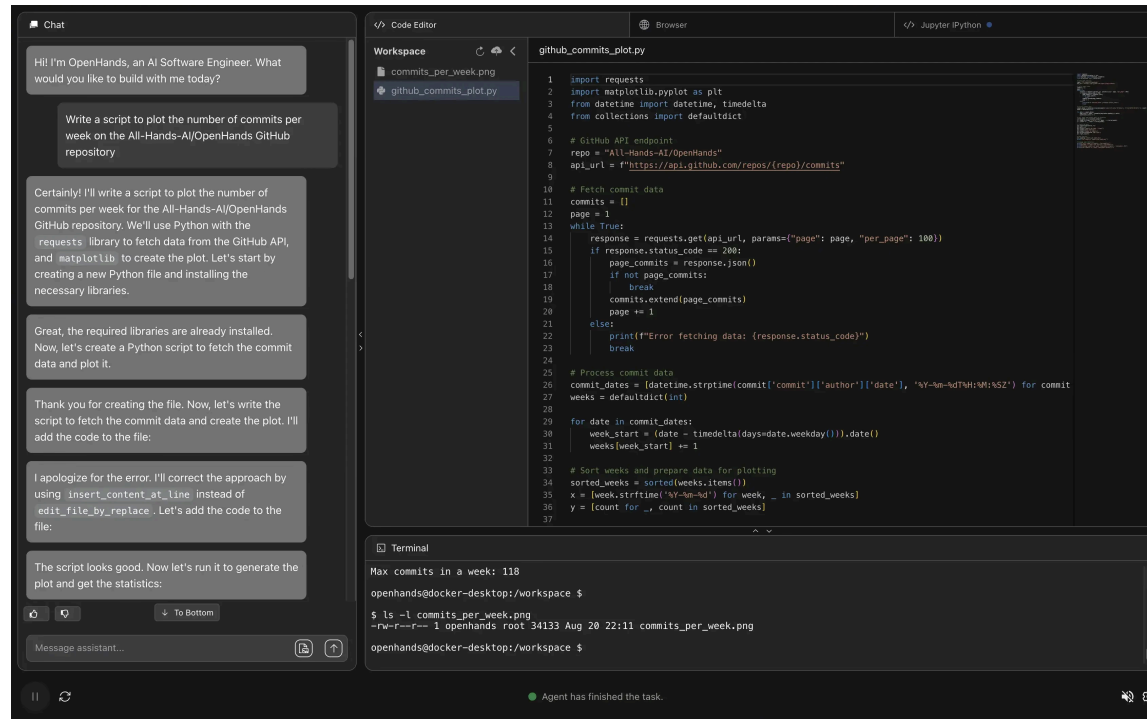 Chat
Hi! I'm OpenHands, an AI Software Engineer. What
would you like to build with me today?
Write a script to plot the number of commits per
week on the All-Hands-AI/OpenHands GitHub
repository
Certainly! I'll write a script to plot the number of
commits per week for the All-Hands-AI/OpenHands
GitHub repository. We'll use Python with the
requests library to fetch data from the GitHub API,
and matplotlib to create the plot. Let's start by
creating a new Python file and installing the
necessary libraries.
Great, the required libraries are already installed.
Now, let's create a Python script to fetch the commit
data and plot it.
Thank you for creating the file. Now, let's write the
script to fetch the commit data and create the plot. I'll
add the code to the file:
I apologize for the error. I'll correct the approach by
using insert_content_at_line instead of
edit_file_by_replace. Let's add the code to the
file:
The script looks good. Now let's run it to generate the
plot and get the statistics:
To Bottom
Message assistant...
</> Code Editor
Browser
</> Jupyter IPython
Workspace
commits_per_week.png
github_commits_plot.py
github_commits_plot.py
1 import requests
2 import matplotlib.pyplot as plt
3 from datetime import datetime, timedelta
4 from collections import defaultdict
5
6 # GitHub API endpoint
7 repo = "All-Hands-AI/OpenHands"
8 api_url = f"https://api.github.com/repos/{repo}/commits"
9
10 # Fetch commit data
11 commits = []
12 page = 1
13 while True:
14     response = requests.get(api_url, params={"page": page, "per_page": 100})
15     if response.status_code == 200:
16         page_commits = response.json()
17         if not page_commits:
18             break
19         commits.extend(page_commits)
20         page += 1
21     else:
22         print(f"Error fetching data: {response.status_code}")
23         break
24
25 # Process commit data
26 commit_dates = [datetime.strptime(commit['commit']['author']['date'], '%Y-%m-%dT%H:%M:%SZ') for commit
27 weeks = defaultdict(int)
28
29 for date in commit_dates:
30     week_start = (date - timedelta(days=date.weekday())).date()
31     weeks[week_start] += 1
32
33 # Sort weeks and prepare data for plotting
34 sorted_weeks = sorted(weeks.items())
35 x = [week.strftime('%Y-%m-%d') for week, _ in sorted_weeks]
36 y = [count for _, count in sorted_weeks]
37
Terminal
Max commits in a week: 118
openhands@docker-desktop:/workspace $
$ ls -l commits_per_week.png
-rw-r--r-- 1 openhands root 34133 Aug 20 22:11 commits_per_week.png
openhands@docker-desktop:/workspace $
Agent has finished the task.